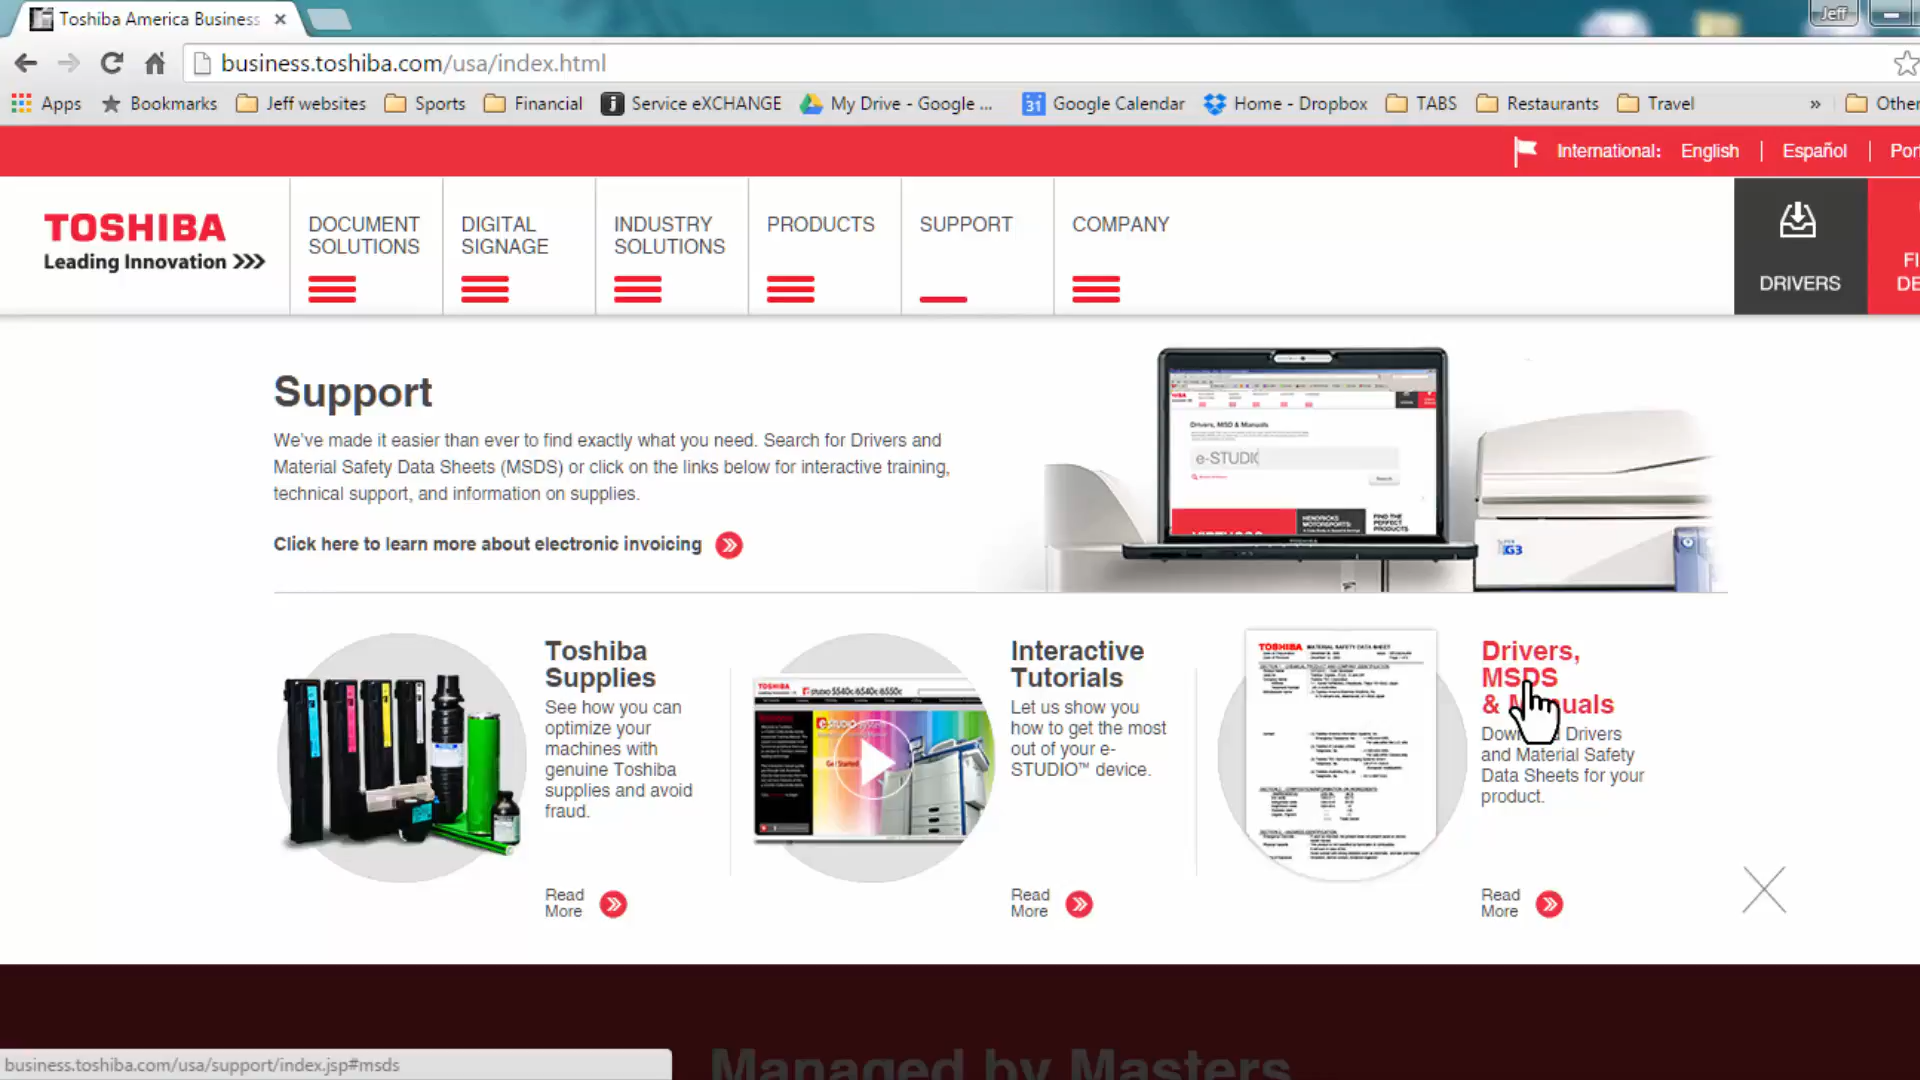 Toshiba America Business
Jeff
business.toshiba.com/usa/index.html
Apps Bookmarks Jeff websites Sports Financial Service eXCHANGE My Drive - Google ... 31 Google Calendar Home - Dropbox TABS Restaurants Travel » Other
International: English | Español | Por
TOSHIBA
Leading Innovation >>>
DOCUMENT
SOLUTIONS
DIGITAL
SIGNAGE
INDUSTRY
SOLUTIONS
PRODUCTS
SUPPORT
COMPANY
DRIVERS
FI
DE
Support
We've made it easier than ever to find exactly what you need. Search for Drivers and
Material Safety Data Sheets (MSDS) or click on the links below for interactive training,
technical support, and information on supplies.
Click here to learn more about electronic invoicing
Drivers, MSD & Manuals
e-STUDIO
Search
HENDRICKS
MOTORSPORTS:
FIND THE
PERFECT
PRODUCTS
G3
Toshiba
Supplies
See how you can
optimize your
machines with
genuine Toshiba
supplies and avoid
fraud.
Read
More
TOSHIBA
e-studio 5540c·6540c·6550c
Get Started
Interactive
Tutorials
Let us show you
how to get the most
out of your e-
STUDIO™ device.
Read
More
TOSHIBA MATERIAL SAFETY DATA SHEET
Drivers,
MSDS
& Manuals
Download Drivers
and Material Safety
Data Sheets for your
product.
Read
More
Managed by Masters
business.toshiba.com/usa/support/index.jsp#msds